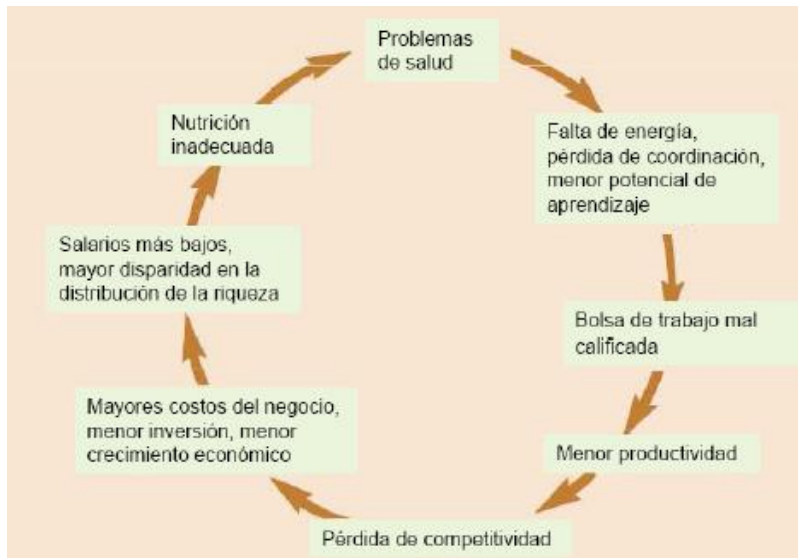 Problemas
de salud
Falta de energía,
pérdida de coordinación,
menor potencial de
aprendizaje
Bolsa de trabajo mal
calificada
Menor productividad
Pérdida de competitividad
Mayores costos del negocio,
menor inversión, menor
crecimiento económico
Salarios más bajos,
mayor disparidad en la
distribución de la riqueza
Nutrición
inadecuada